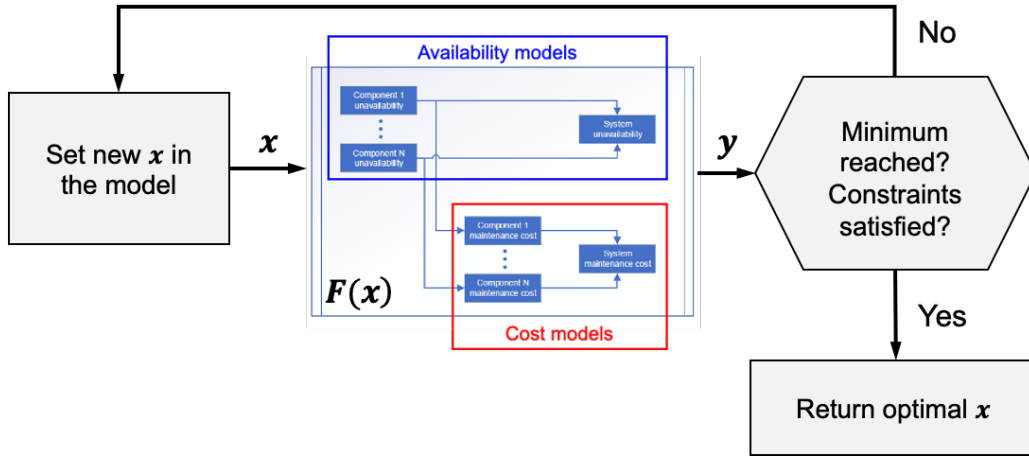 No
Availability models
Component 1
unavailability
System
unavailability
Component N
unavailability
Set new x in
the model
x
y
Minimum
reached?
Constraints
satisfied?
Component 1
maintenance cost
System
maintenance cost
Component N
maintenance cost
F(x)
Cost models
Yes
Return optimal x